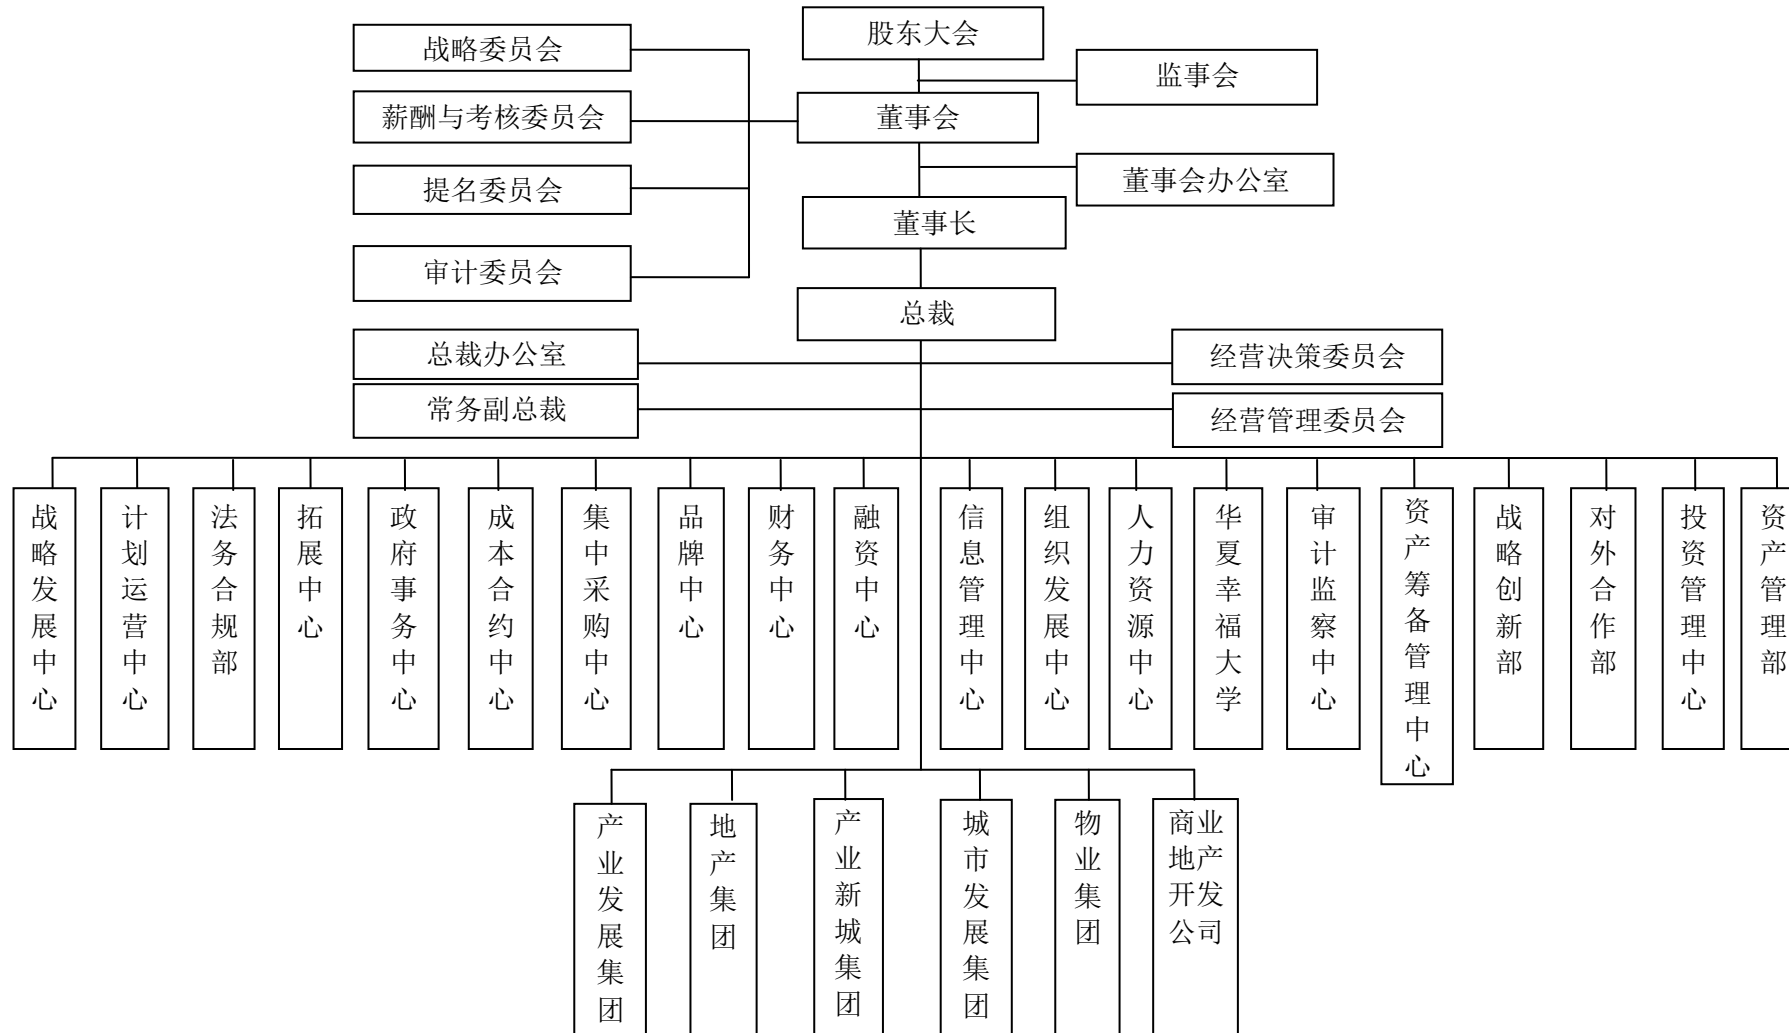 股东大会
战略委员会
监事会
薪酬与考核委员会
董事会
提名委员会
董事会办公室
董事长
审计委员会
总裁
总裁办公室
经营决策委员会
常务副总裁
经营管理委员会
战略发展中心
计划运营中心
法务合规部
拓展中心
政府事务中心
成本合约中心
集中采购中心
品牌中心
财务中心
融资中心
信息管理中心
组织发展中心
人力资源中心
华夏幸福大学
审计监察中心
资产筹备管理中心
战略创新部
对外合作部
投资管理中心
资产管理部
产业发展集团
地产集团
产业新城集团
城市发展集团
物业集团
商业
地产
开发
公司